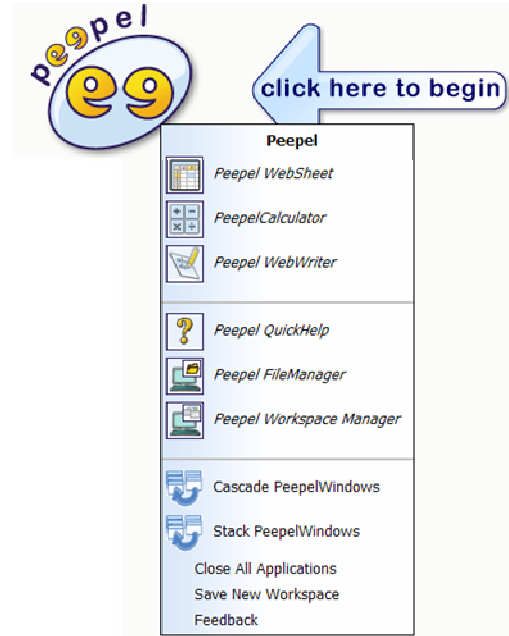 peepel
click here to begin
Peepel
Peepel WebSheet
PeepelCalculator
Peepel WebWriter
Peepel QuickHelp
Peepel FileManager
Peepel Workspace Manager
Cascade PeepelWindows
Stack PeepelWindows
Close All Applications
Save New Workspace
Feedback